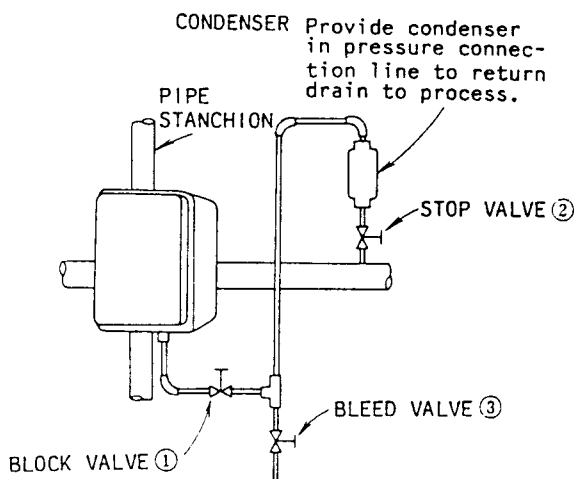 CONDENSER Provide condenser
in pressure connec-
tion line to return
drain to process.
PIPE
STANCHION
STOP VALVE ②
BLEED VALVE ③
BLOCK VALVE ①